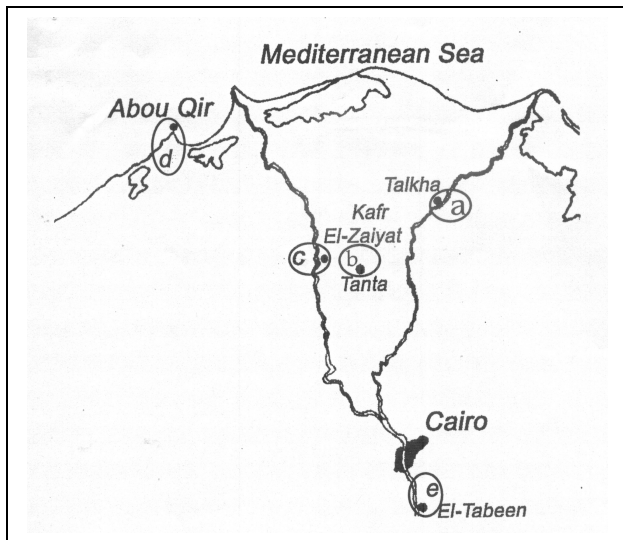 Mediterranean Sea
Abou Qir
d
Talkha
a
Kafr
El-Zaiyat
c
b
Tanta
Cairo
e
El-Tabeen